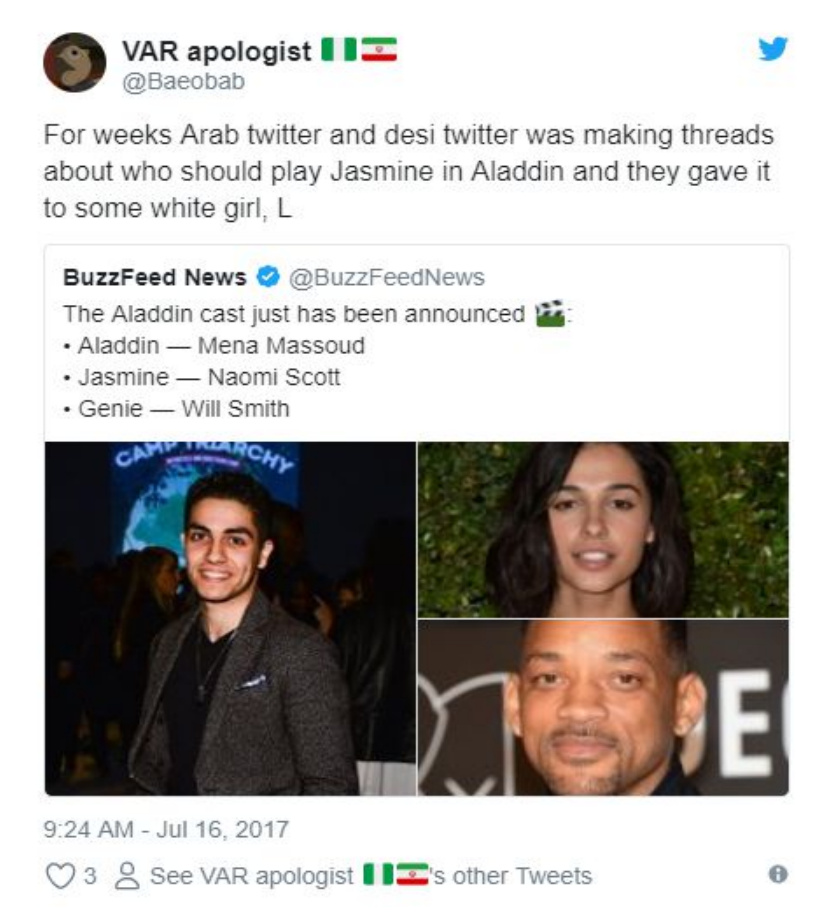 VAR apologist 🇳🇬🇮🇷
@Baeobab
For weeks Arab twitter and desi twitter was making threads
about who should play Jasmine in Aladdin and they gave it
to some white girl, L
BuzzFeed News @BuzzFeedNews
The Aladdin cast just has been announced 🎬:
• Aladdin — Mena Massoud
• Jasmine — Naomi Scott
• Genie — Will Smith
CAMP TRIARCHY
E
9:24 AM - Jul 16, 2017
3 See VAR apologist 🇳🇬🇮🇷's other Tweets